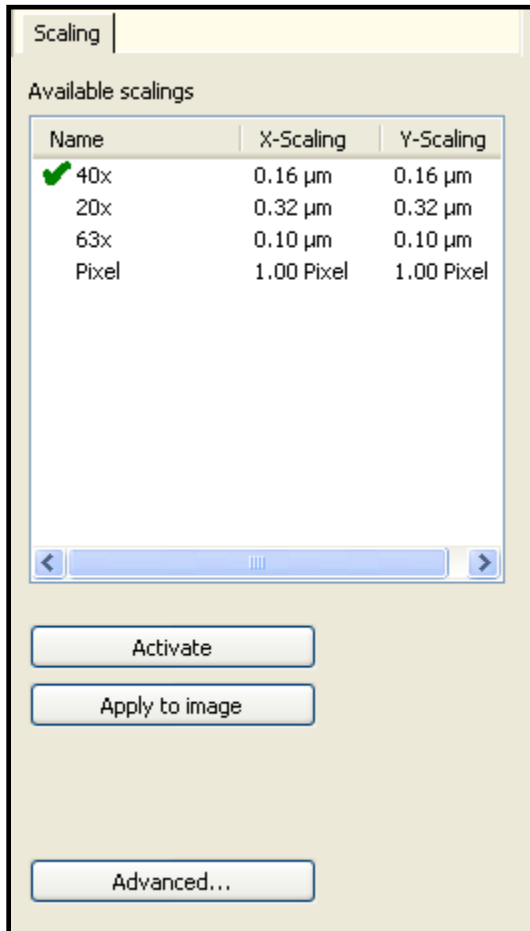 Scaling
Available scalings
Name X-Scaling Y-Scaling
40x 0.16 µm 0.16 µm
20x 0.32 µm 0.32 µm
63x 0.10 µm 0.10 µm
Pixel 1.00 Pixel 1.00 Pixel
Activate
Apply to image
Advanced...